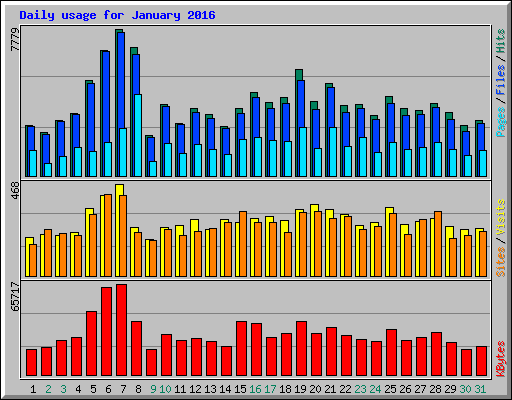 Daily usage for January 2016
7779
468
65717
Pages / Files / Hits
Sites / Visits
KBytes
1 2 3 4 5 6 7 8 9 10 11 12 13 14 15 16 17 18 19 20 21 22 23 24 25 26 27 28 29 30 31